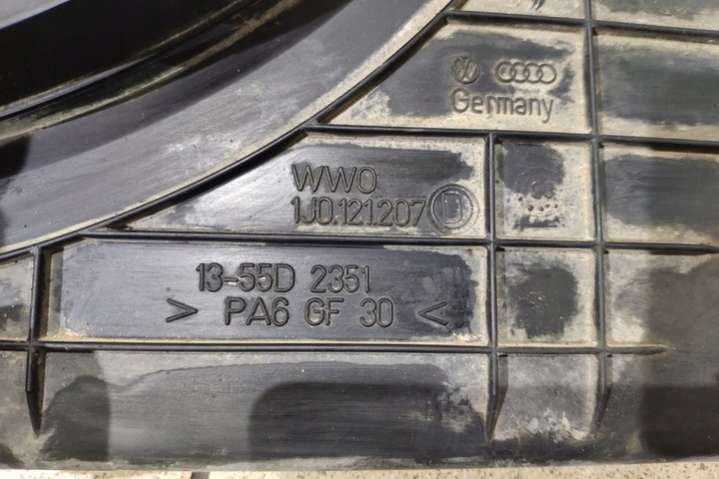 Germany
WWO
1J0.121.207
13-55D 2351
> PA6 GF 30 <